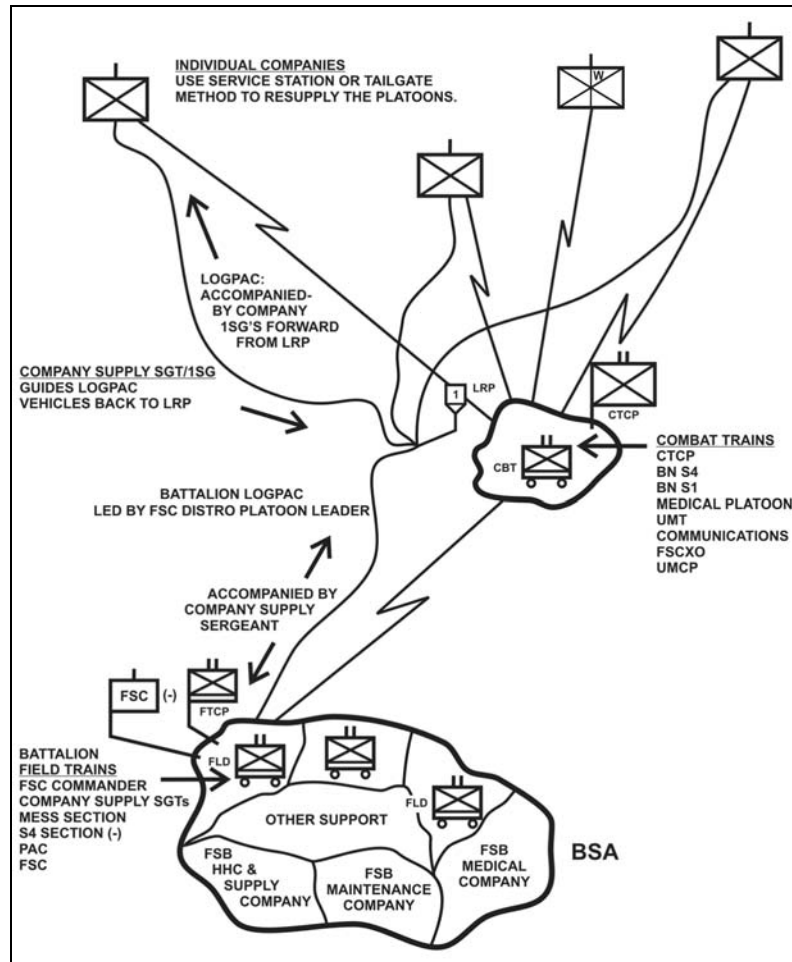 INDIVIDUAL COMPANIES
USE SERVICE STATION OR TAILGATE
METHOD TO RESUPPLY THE PLATOONS.
W
LOGPAC:
ACCOMPANIED-
BY COMPANY
1SG'S FORWARD
FROM LRP
COMPANY SUPPLY SGT/1SG
GUIDES LOGPAC
VEHICLES BACK TO LRP
1
LRP
CTCP
CBT
COMBAT TRAINS
CTCP
BN S4
BN S1
MEDICAL PLATOON
UMT
COMMUNICATIONS
FSCXO
UMCP
BATTALION LOGPAC
LED BY FSC DISTRO PLATOON LEADER
ACCOMPANIED BY
COMPANY SUPPLY
SERGEANT
FSC
(-)
FTCP
BATTALION
FIELD TRAINS
FSC COMMANDER
COMPANY SUPPLY SGTs
MESS SECTION
S4 SECTION (-)
PAC
FSC
FLD
FLD
OTHER SUPPORT
FSB
HHC &
SUPPLY
COMPANY
FSB
MAINTENANCE
COMPANY
FSB
MEDICAL
COMPANY
BSA